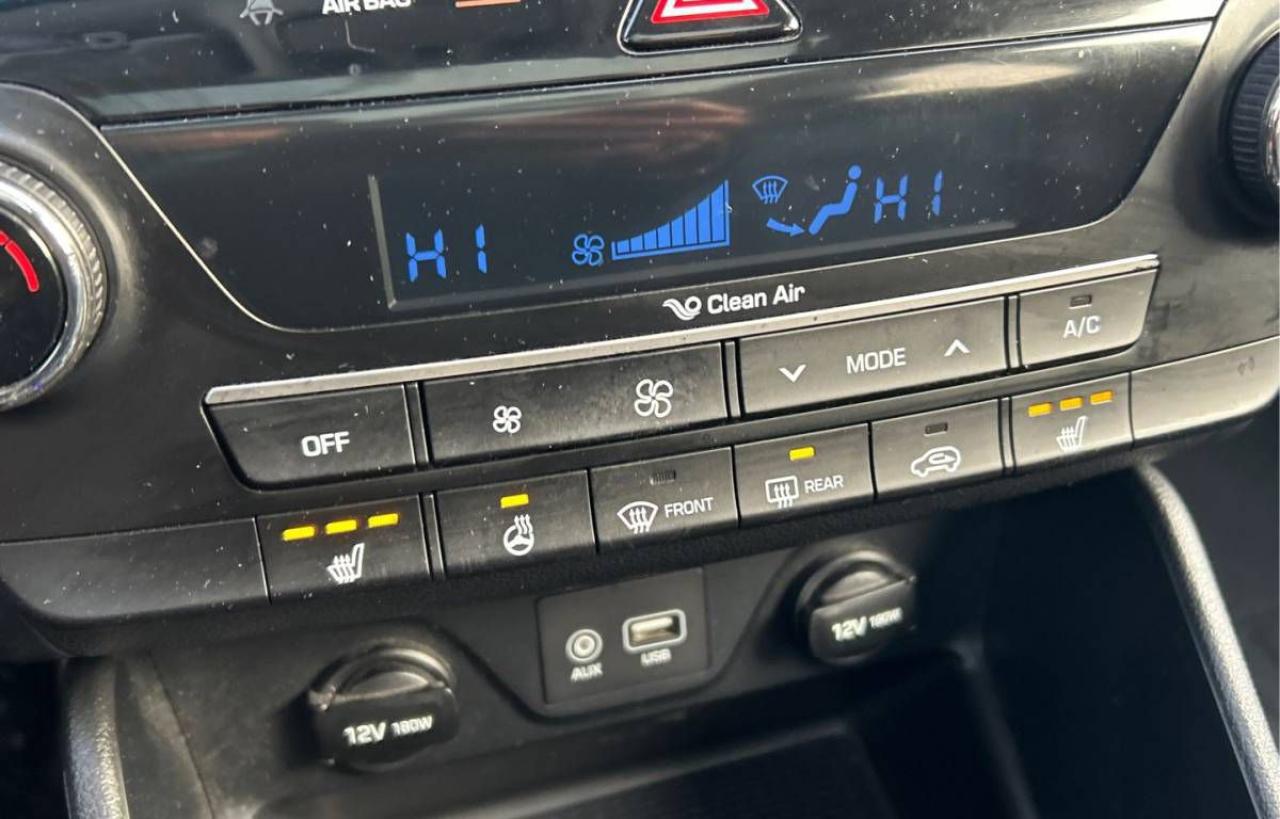 AIR BAG
HI
HI
Clean Air
OFF
MODE
A/C
FRONT
REAR
AUX
USB
12V 180W
12V 180W